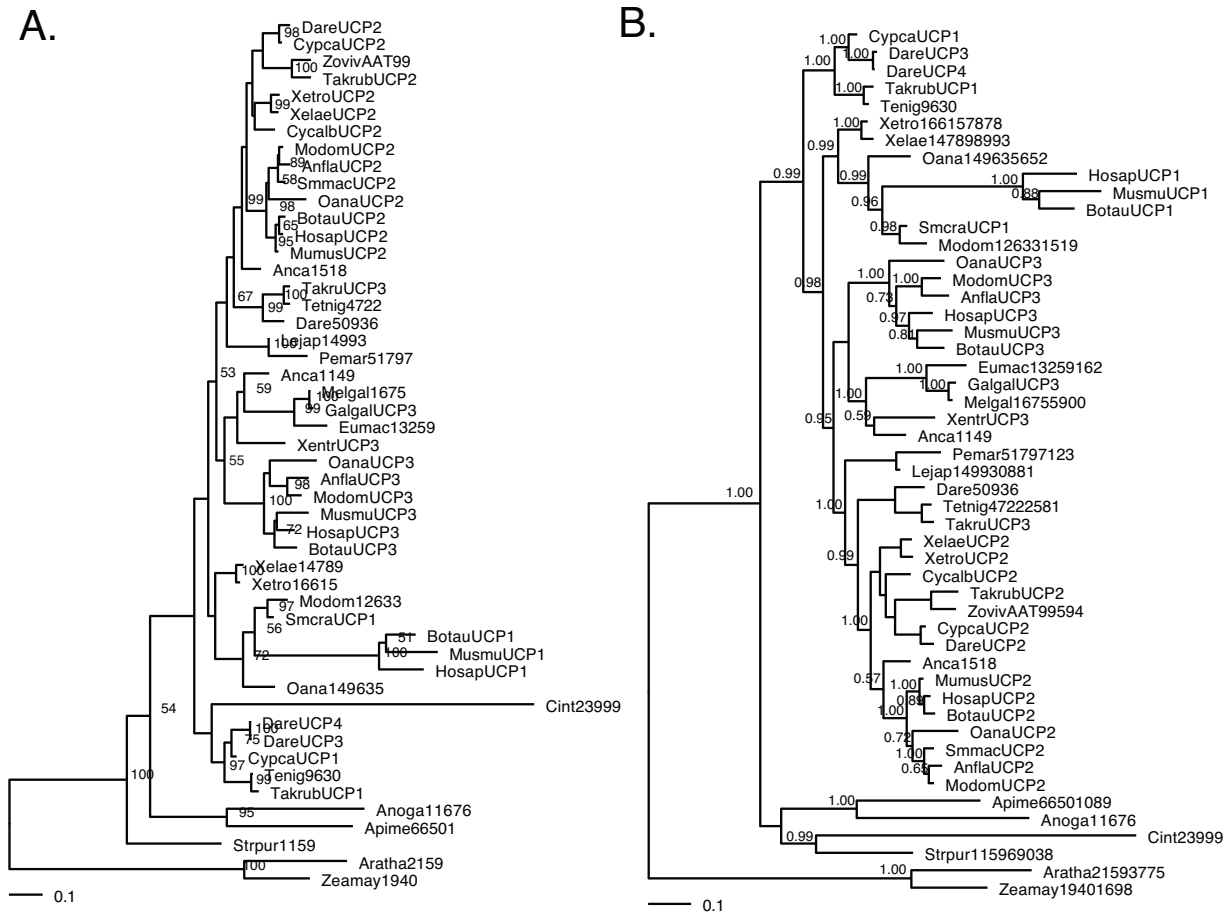 A.
98 DareUCP2
CypcaUCP2
ZovivAAT99
100
TakrubUCP2
XetroUCP2
99
XelaeUCP2
CycalbUCP2
ModomUCP2
89
AnflaUCP2
58 SmmacUCP2
99
OanaUCP2
98
BotauUCP2
65
HosapUCP2
95
MumusUCP2
Anca1518
TakruUCP3
67 100
99 Tetnig4722
Dare50936
Lejap14993
100
Pemar51797
53 Anca1149
59 Melgal1675
100
99 GalgalUCP3
Eumac13259
XentrUCP3
55 OanaUCP3
AnflaUCP3
98
100 ModomUCP3
MusmuUCP3
72 HosapUCP3
BotauUCP3
Xelae14789
100
Xetro16615
Modom12633
97
SmcraUCP1
56
BotauUCP1
51
72 100 MusmuUCP1
HosapUCP1
Oana149635
54 Cint23999
DareUCP4
100
75 DareUCP3
CypcaUCP1
97
99 Tenig9630
TakrubUCP1
100
95 Anoga11676
Apime66501
Strpur1159
100 Aratha2159
Zeamay1940
0.1
B.
1.00 CypcaUCP1
1.00 DareUCP3
1.00 DareUCP4
TakrubUCP1
1.00
Tenig9630
1.00 Xetro166157878
Xelae147898993
Oana149635652
0.99 0.99
1.00 HosapUCP1
0.88 MusmuUCP1
0.96
BotauUCP1
0.98 SmcraUCP1
Modom126331519
OanaUCP3
0.98 1.00 1.00 ModomUCP3
0.73 AnflaUCP3
0.97 HosapUCP3
0.81 MusmuUCP3
BotauUCP3
1.00 Eumac13259162
1.00 GalgalUCP3
1.00
Melgal16755900
0.95 0.59 XentrUCP3
Anca1149
Pemar51797123
Lejap149930881
1.00 Dare50936
1.00 Tetnig47222581
TakruUCP3
XelaeUCP2
0.99 XetroUCP2
CycalbUCP2
TakrubUCP2
ZovivAAT99594
1.00 CypcaUCP2
DareUCP2
Anca1518
0.57 1.00 MumusUCP2
0.89 HosapUCP2
1.00 BotauUCP2
OanaUCP2
0.72
1.00 SmmacUCP2
0.65 AnflaUCP2
ModomUCP2
1.00 Apime66501089
Anoga11676
0.99 Cint23999
Strpur115969038
1.00 Aratha21593775
Zeamay19401698
0.1